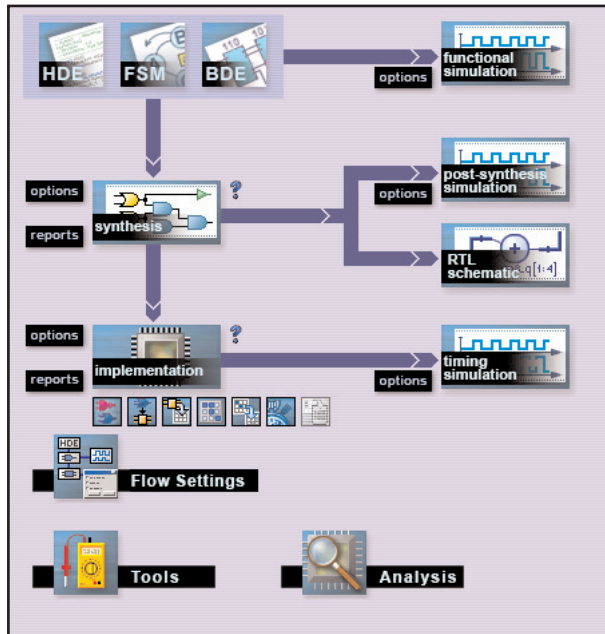 HDE FSM BDE
options
functional
simulation
options
reports
synthesis
?
options
post-synthesis
simulation
RTL
schematic
options
reports
implementation
?
options
timing
simulation
HDE
Flow Settings
Tools
Analysis